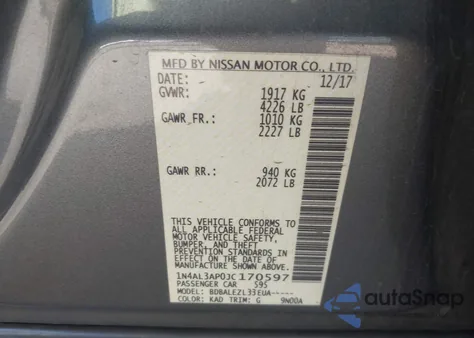 MFD BY NISSAN MOTOR CO., LTD.
DATE: 12/17
GVWR: 1917 KG
4226 LB
GAWR FR.: 1010 KG
2227 LB
GAWR RR.: 940 KG
2072 LB
THIS VEHICLE CONFORMS TO
ALL APPLICABLE FEDERAL
MOTOR VEHICLE SAFETY,
BUMPER, AND THEFT
PREVENTION STANDARDS
IN EFFECT ON THE DATE OF
MANUFACTURE SHOWN ABOVE.
1N4AL3AP0JC170597
PASSENGER CAR S95
MODEL: BDBALEZL33EUA-----
COLOR: KAD TRIM: G 9N00A
autoSnap